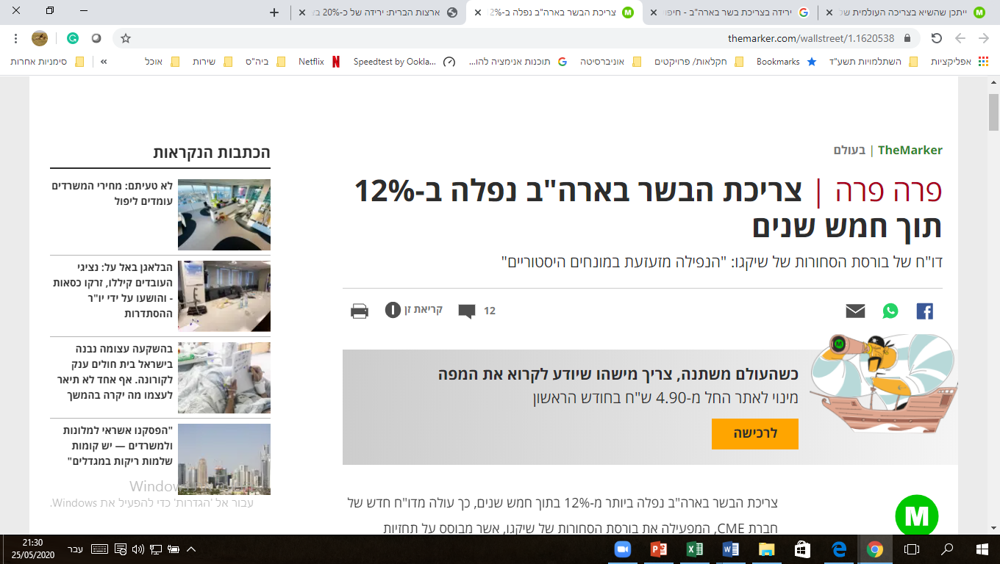 ייתכן שהשיא בצריכה העולמית של
ירידה בצריכת בשר בארה"ב - חיפו
צריכת הבשר בארה"ב נפלה ב-12%
ארצות הברית: ירידה של כ-20% ב
themarker.com/wallstreet/1.1620538
אפליקציות
השתלמויות תשע"ד
Bookmarks
חקלאות/ פרויקטים
אוניברסיטה
תוכנות אנימציה להו...
Speedtest by Ookla...
Netflix
ביה"ס
שירות
אוכל
»
סימניות אחרות
TheMarker | בעולם
פרה פרה | צריכת הבשר בארה"ב נפלה ב-12%
תוך חמש שנים
דו"ח של בורסת הסחורות של שיקגו: "הנפילה מזעזעת במונחים היסטוריים"
12
קריאת זן
כשהעולם משתנה, צריך מישהו שיודע לקרוא את המפה
מינוי לאתר החל מ-4.90 ש"ח בחודש הראשון
לרכישה
M
צריכת הבשר בארה"ב נפלה ביותר מ-12% בתוך חמש שנים, כך עולה מדו"ח חדש של
חברת CME, המפעילה את בורסת הסחורות של שיקגו, אשר מבוסס על תחזיות
הכתבות הנקראות
לא טעיתם: מחירי המשרדים
עומדים ליפול
הבלאגן באל על: נציגי
העובדים קיללו, זרקו כסאות
- והושעו על ידי יו"ר
ההסתדרות
בהשקעה עצומה נבנה
בישראל בית חולים ענק
לקורונה. אף אחד לא תיאר
לעצמו מה יקרה בהמשך
"הפסקנו אשראי למלונות
ולמשרדים — יש קומות
שלמות ריקות במגדלים"
Windows
עבור אל 'הגדרות' כדי להפעיל את Windows.
עבר
21:30
25/05/2020